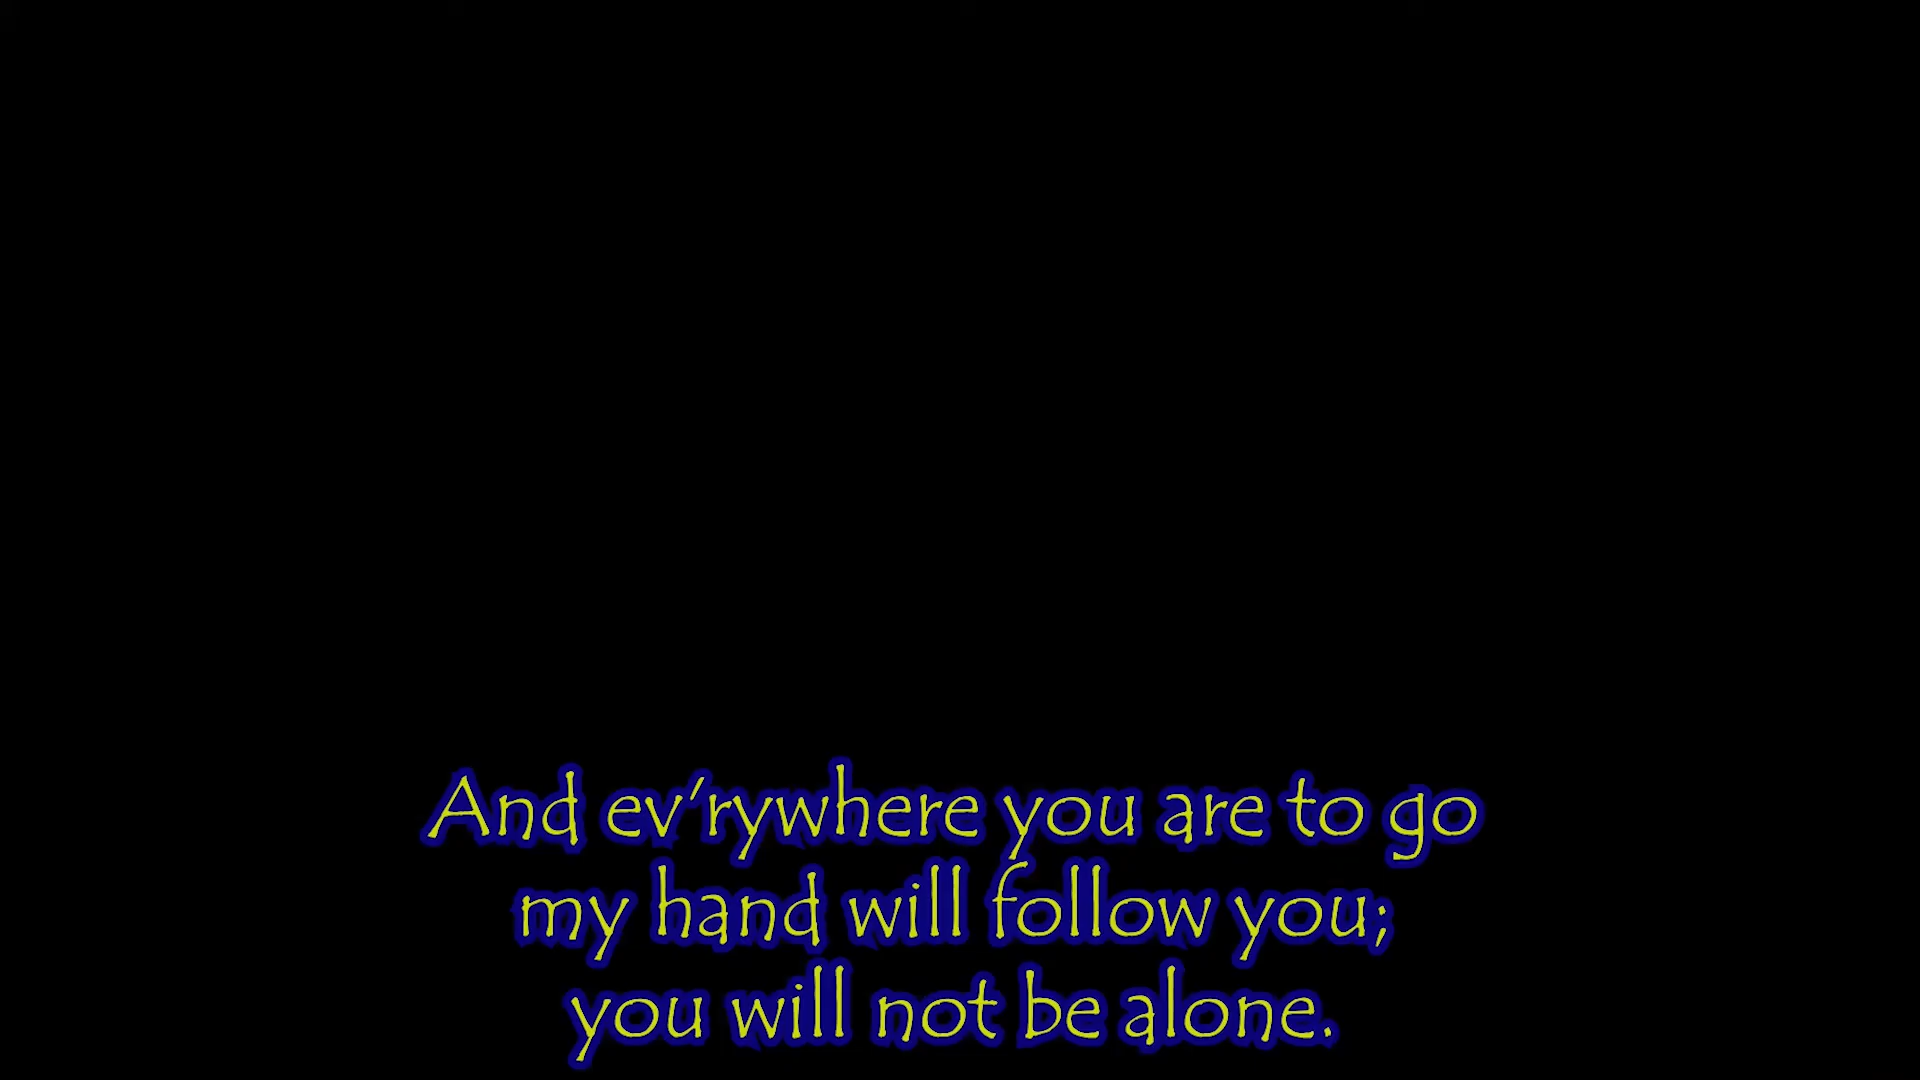 And ev’rywhere you are to go
my hand will follow you;
you will not be alone.